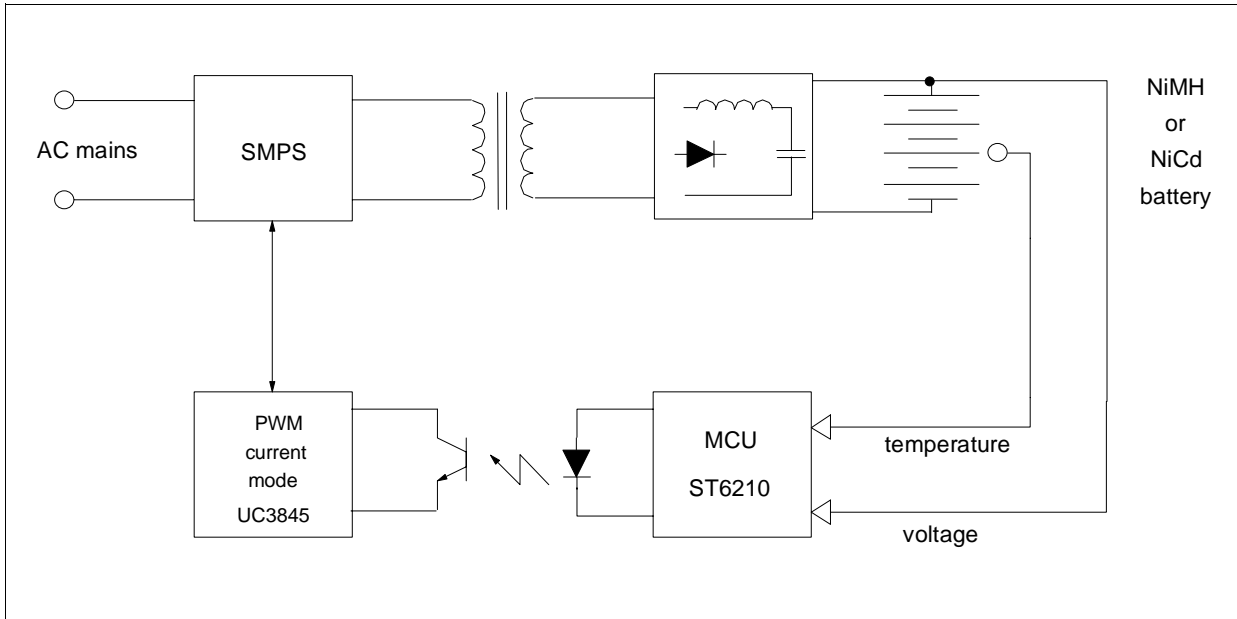 AC mains
SMPS
NiMH
or
NiCd
battery
PWM
current
mode
UC3845
MCU
ST6210
temperature
voltage